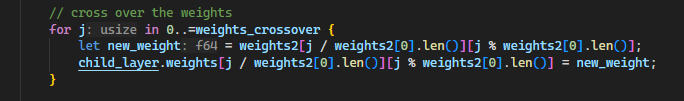 // cross over the weights
for j: usize in 0..=weights_crossover {
let new_weight: f64 = weights2[j / weights2[0].len()][j % weights2[0].len()];
child_layer.weights[j / weights2[0].len()][j % weights2[0].len()] = new_weight;
}